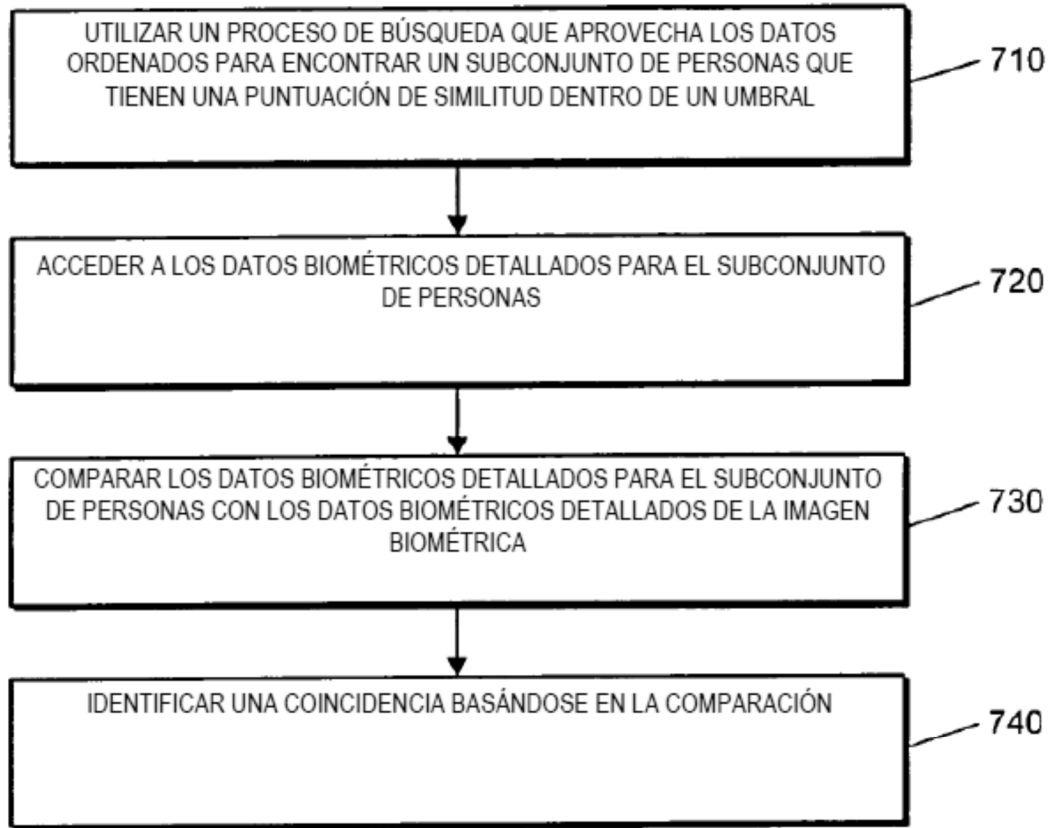 UTILIZAR UN PROCESO DE BÚSQUEDA QUE APROVECHA LOS DATOS
ORDENADOS PARA ENCONTRAR UN SUBCONJUNTO DE PERSONAS QUE
TIENEN UNA PUNTUACIÓN DE SIMILITUD DENTRO DE UN UMBRAL
710
ACCEDER A LOS DATOS BIOMÉTRICOS DETALLADOS PARA EL SUBCONJUNTO
DE PERSONAS
720
COMPARAR LOS DATOS BIOMÉTRICOS DETALLADOS PARA EL SUBCONJUNTO
DE PERSONAS CON LOS DATOS BIOMÉTRICOS DETALLADOS DE LA IMAGEN
BIOMÉTRICA
730
IDENTIFICAR UNA COINCIDENCIA BASÁNDOSE EN LA COMPARACIÓN
740